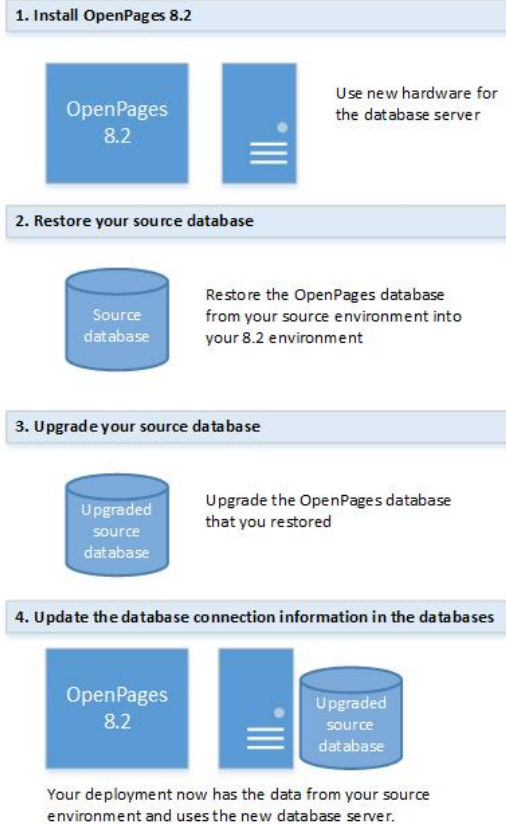 1. Install OpenPages 8.2
OpenPages
8.2
Use new hardware for
the database server
2. Restore your source database
Source
database
Restore the OpenPages database
from your source environment into
your 8.2 environment
3. Upgrade your source database
Upgraded
source
database
Upgrade the OpenPages database
that you restored
4. Update the database connection information in the databases
OpenPages
8.2
Upgraded
source
database
Your deployment now has the data from your source
environment and uses the new database server.